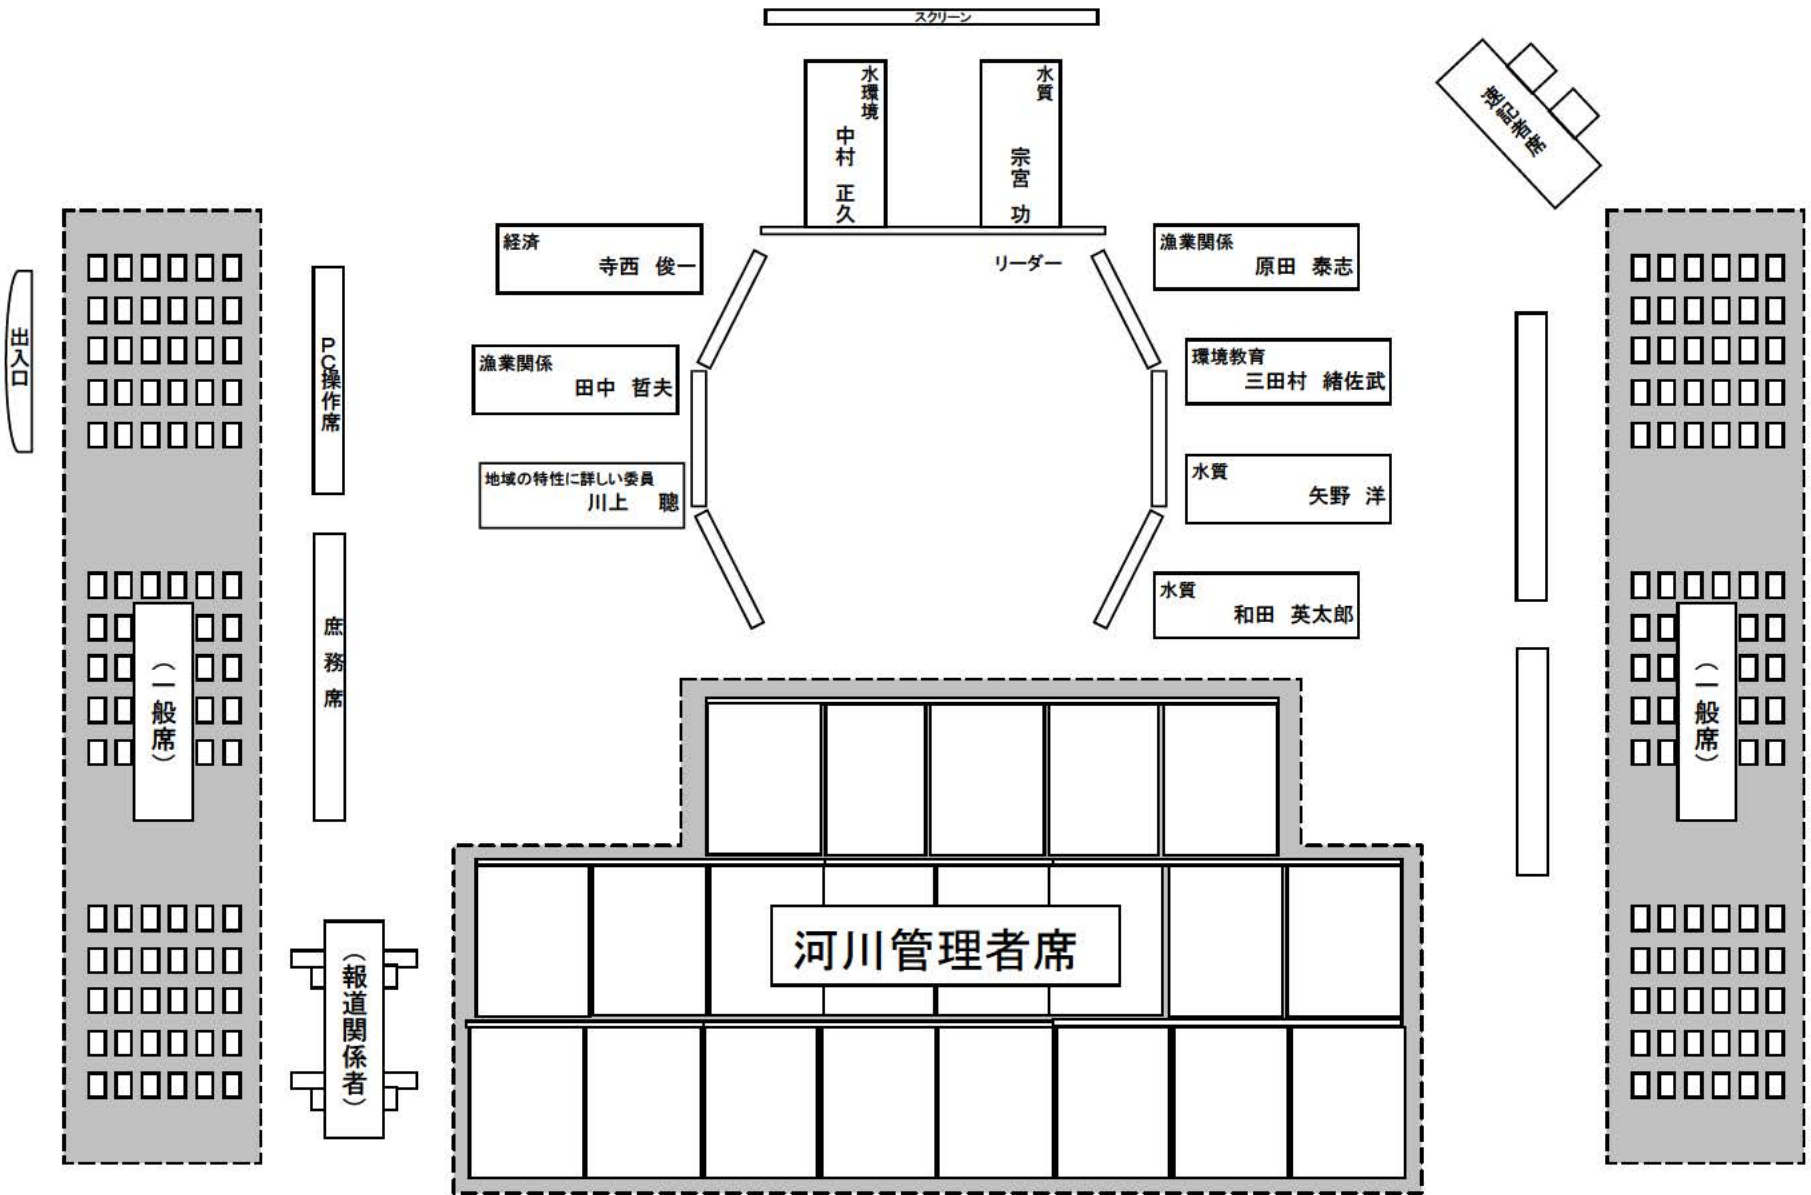 スクリーン
水環境
中村 正久
水質
宗宮 功
速記者席
経済
寺西 俊一
リーダー
漁業関係
原田 泰志
出入口
PC操作席
漁業関係
田中 哲夫
環境教育
三田村 緒佐武
地域の特性に詳しい委員
川上 聰
水質
矢野 洋
水質
和田 英太郎
庶務席
（一般席）
（一般席）
河川管理者席
（報道関係者）